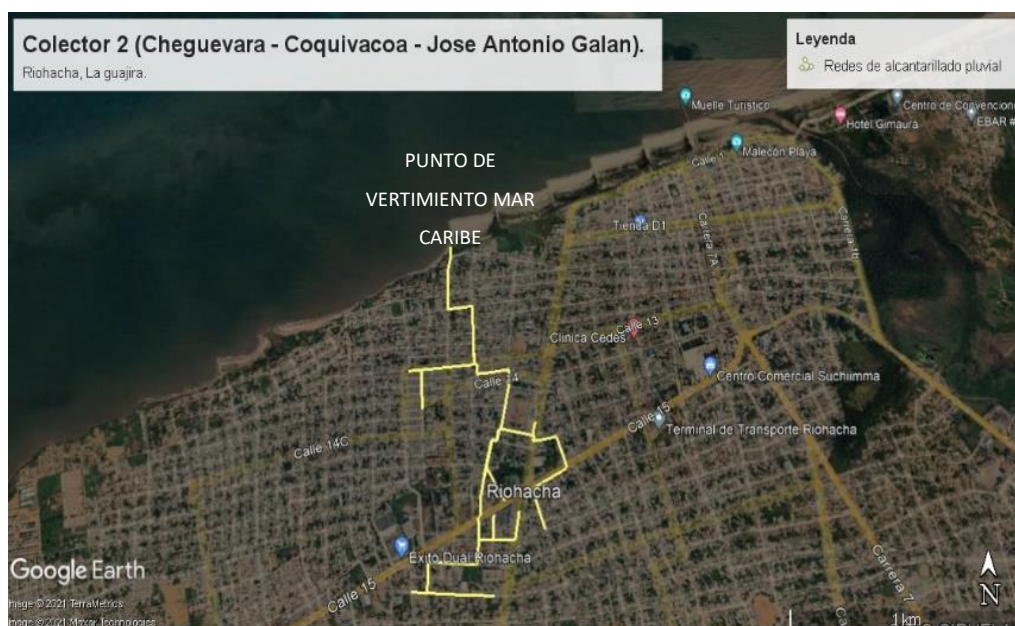 Colector 2 (Cheguevara - Coquivacoa - Jose Antonio Galan).
Riohacha, La guajira.
Leyenda
Redes de alcantarillado pluvial
Muelle Turistico
Centro de Convencion
Hotel Gimaura
EBAR #
Malecón Playa
Calle 1
PUNTO DE
VERTIMIENTO MAR
CARIBE
Tienda D1
Carrera 7A
Calle 13
Clinica Cedes
Calle 14
Centro Comercial Suchiimma
Calle 15
Terminal de Transporte Riohacha
Calle 14C
Riohacha
Exito Dual Riohacha
Google Earth
Calle 15
Carrera 7
N
Image © 2021 TerraMetrics
Image © 2021 Maxar Technologies
1 km